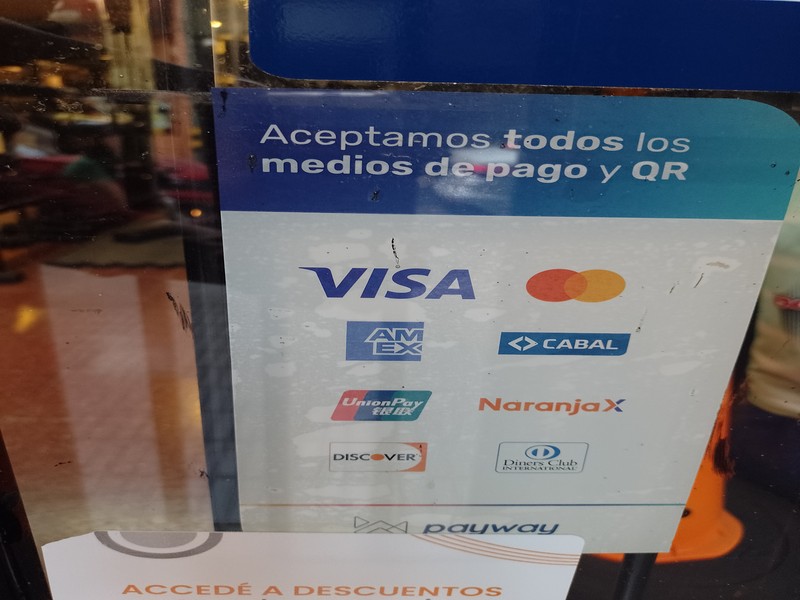 Aceptamos todos los
medios de pago y QR
VISA
AM
EX
CABAL
UnionPay
银联
NaranjaX
DISCOVER
Diners Club
INTERNATIONAL
payway
ACCEDÉ A DESCUENTOS